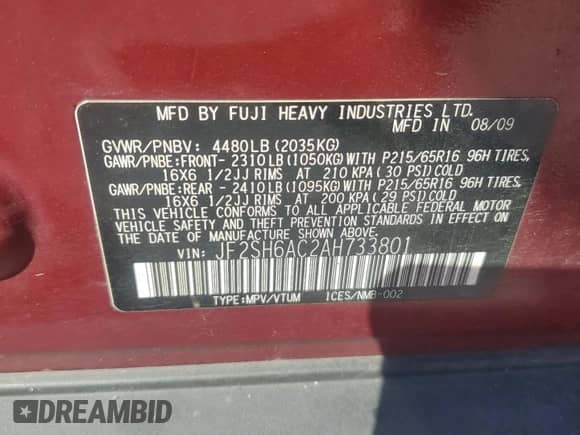 MFD BY FUJI HEAVY INDUSTRIES LTD.
MFD IN 08/09
GVWR/PNBV: 4480LB (2035KG)
GAWR/PNBE:FRONT- 2310LB(1050KG)WITH P215/65R16 96H TIRES,
16X6 1/2JJ RIMS AT 210 KPA (30 PSI)COLD
GAWR/PNBE:REAR - 2410LB(1095KG)WITH P215/65R16 96H TIRES,
16X6 1/2JJ RIMS AT 200 KPA (29 PSI)COLD
THIS VEHICLE CONFORMS TO ALL APPLICABLE FEDERAL MOTOR
VEHICLE SAFETY AND THEFT PREVENTION STANDARDS IN EFFECT ON
THE DATE OF MANUFACTURE SHOWN ABOVE.
VIN: JF2SH6AC2AH733801
TYPE:MPV/VTUM ICES/NMB-002
DREAMBID